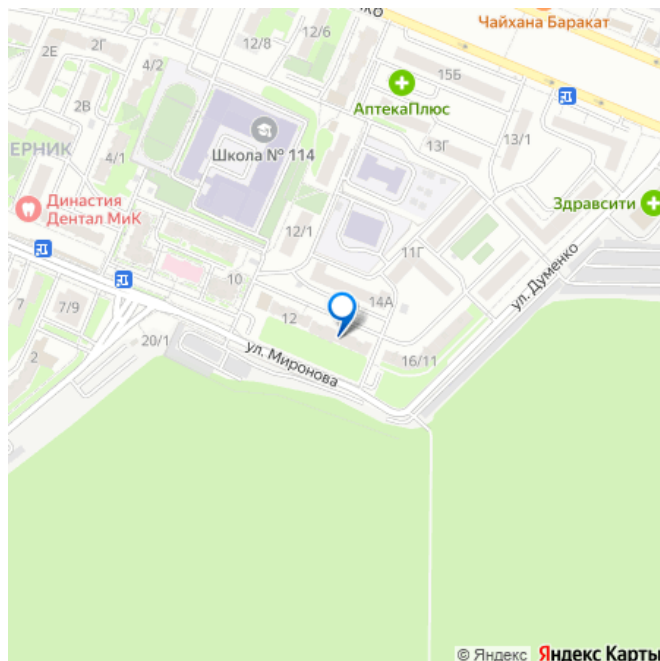 Чайхана Баракат
2Е
2Г
12/8
12/6
4/2
15Б
АптекаПлюс
2В
13/1
13Г
Школа № 114
ЕРНИК
4/1
Династия
Дентал МиК
Здравсити
12/1
11Г
10
ул. Думенко
14А
7
7/9
12
20/1
ул. Миронова
2
16/11
© Яндекс Яндекс Карты